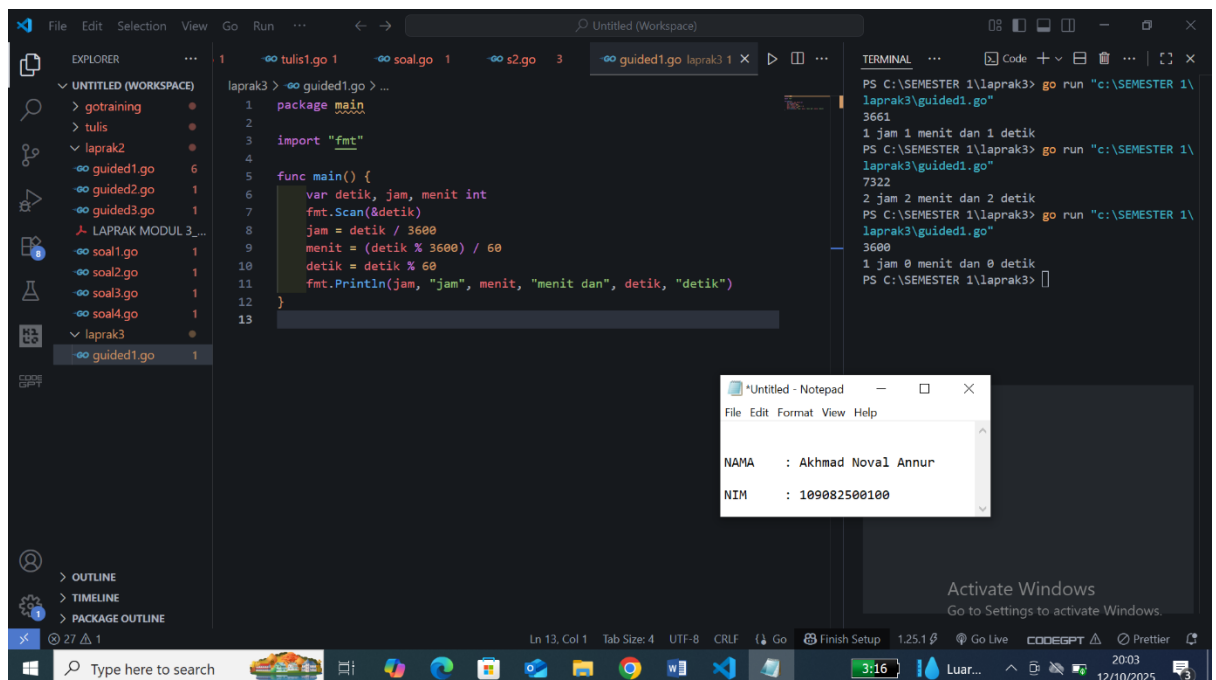 File Edit Selection View Go Run ··· ← → Untitled (Workspace)
EXPLORER ···
UNTITLED (WORKSPACE)
> gotraining
> tulis
laprak2
guided1.go 6
guided2.go 1
guided3.go 1
LAPRAK MODUL 3_...
soal1.go 1
soal2.go 1
soal3.go 1
soal4.go 1
laprak3
guided1.go 1
> OUTLINE
> TIMELINE
> PACKAGE OUTLINE
1 tulis1.go 1 soal.go 1 s2.go 3 guided1.go laprak3 1 ···
laprak3 > guided1.go > ...
1 package main
2
3 import "fmt"
4
5 func main() {
6 var detik, jam, menit int
7 fmt.Scan(&detik)
8 jam = detik / 3600
9 menit = (detik % 3600) / 60
10 detik = detik % 60
11 fmt.Println(jam, "jam", menit, "menit dan", detik, "detik")
12 }
13
TERMINAL ··· Code
PS C:\SEMESTER 1\laprak3> go run "c:\SEMESTER 1\
laprak3\guided1.go"
3661
1 jam 1 menit dan 1 detik
PS C:\SEMESTER 1\laprak3> go run "c:\SEMESTER 1\
laprak3\guided1.go"
7322
2 jam 2 menit dan 2 detik
PS C:\SEMESTER 1\laprak3> go run "c:\SEMESTER 1\
laprak3\guided1.go"
3600
1 jam 0 menit dan 0 detik
PS C:\SEMESTER 1\laprak3>
*Untitled - Notepad
File Edit Format View Help
NAMA : Akhmad Noval Annur
NIM : 109082500100
Activate Windows
Go to Settings to activate Windows.
27 1 Ln 13, Col 1 Tab Size: 4 UTF-8 CRLF Go Finish Setup 1.25.1 Go Live CODEGPT Prettier
Type here to search 3:16 Luar... 20:03
12/10/2025
3